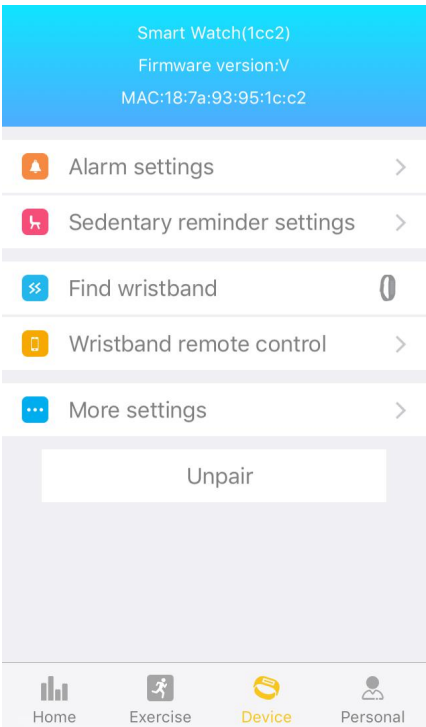 Smart Watch(1cc2)
Firmware version:V
MAC:18:7a:93:95:1c:c2
Alarm settings
Sedentary reminder settings
Find wristband
Wristband remote control
More settings
Unpair
Home Exercise Device Personal